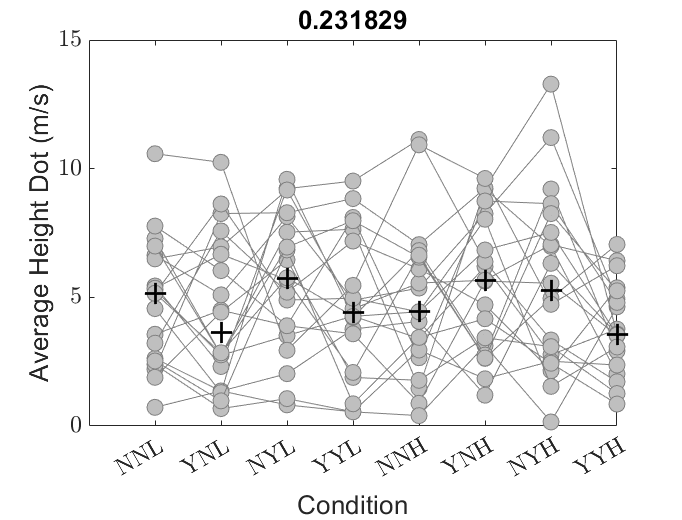 0.231829
Average Height Dot (m/s)
15
10
5
0
NNL YNL NYL YYL NNH YNH NYH YYH
Condition